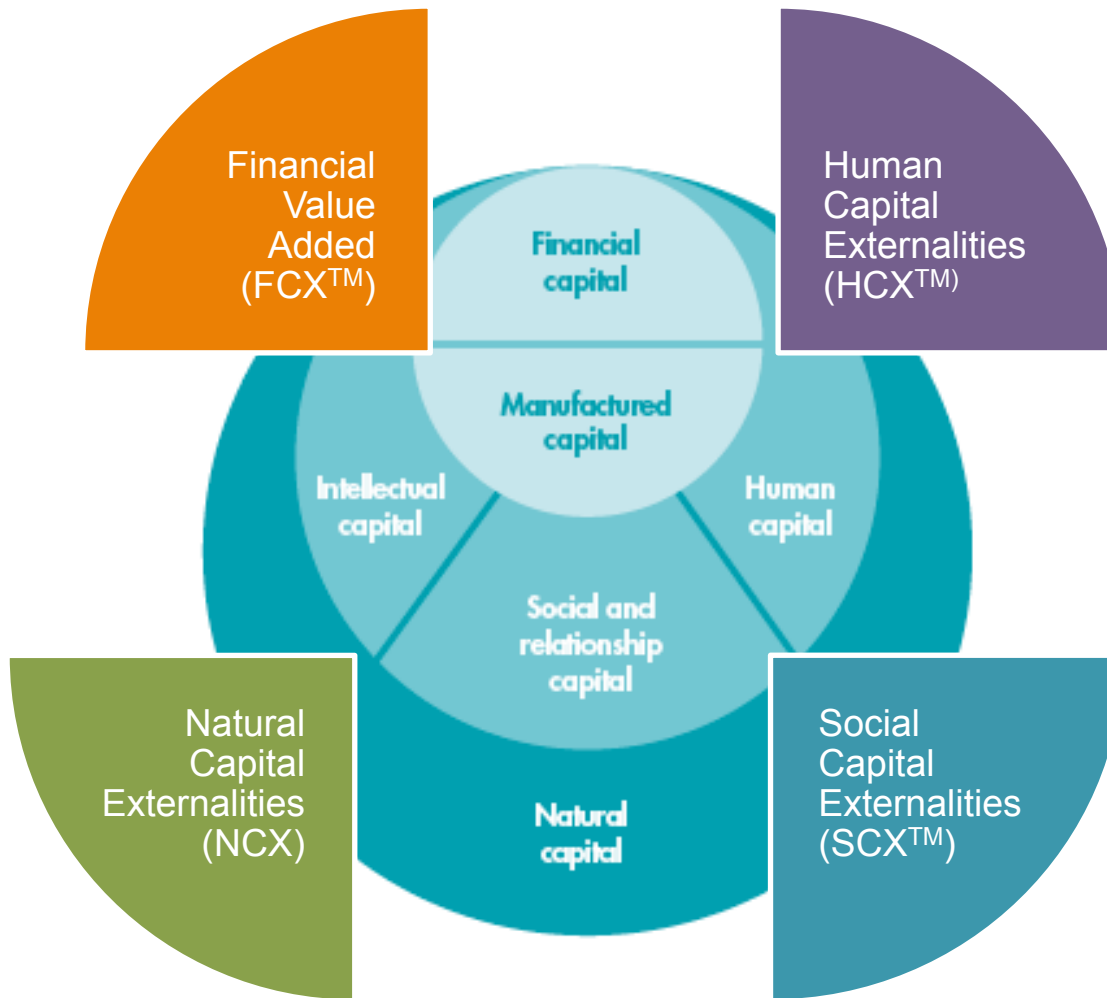 Financial
Value
Added
(FCX™)
Human
Capital
Externalities
(HCX™)
Financial
capital
Manufactured
capital
Intellectual
capital
Human
capital
Social and
relationship
capital
Natural
Capital
Externalities
(NCX)
Social
Capital
Externalities
(SCX™)
Natural
capital